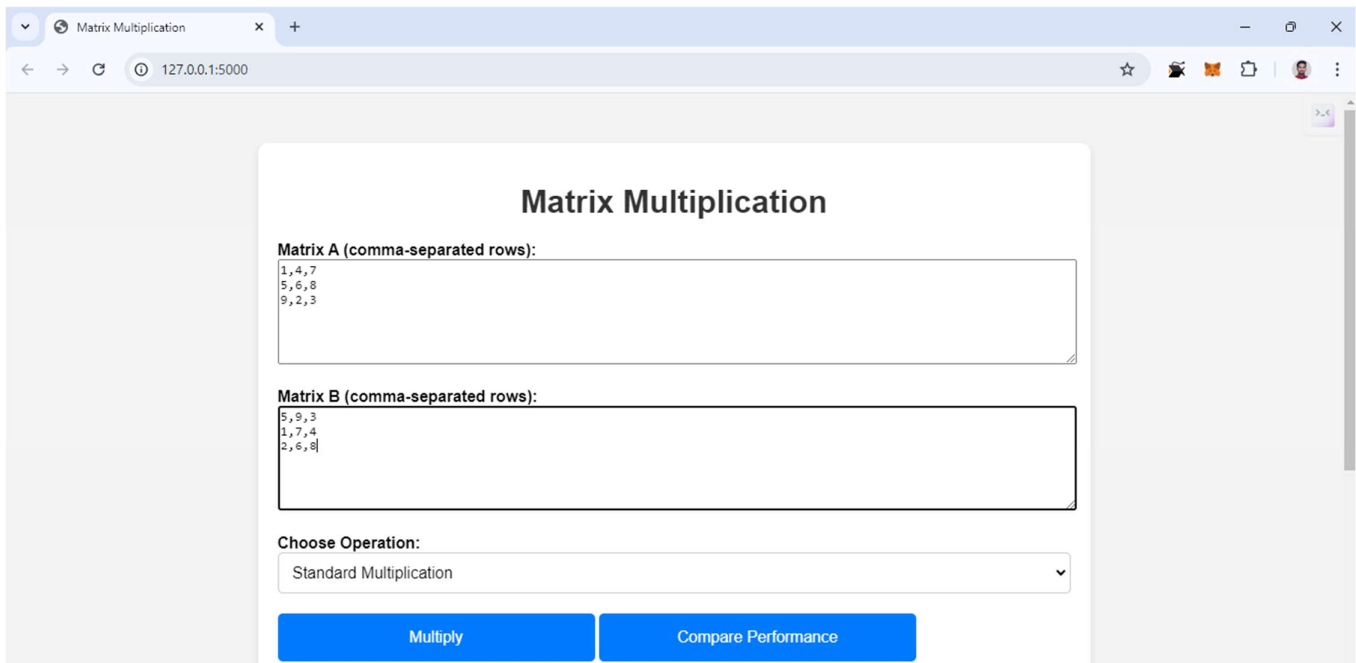 Matrix Multiplication
127.0.0.1:5000
Matrix Multiplication
Matrix A (comma-separated rows):
1,4,7
5,6,8
9,2,3
Matrix B (comma-separated rows):
5,9,3
1,7,4
2,6,8
Choose Operation:
Standard Multiplication
Multiply Compare Performance